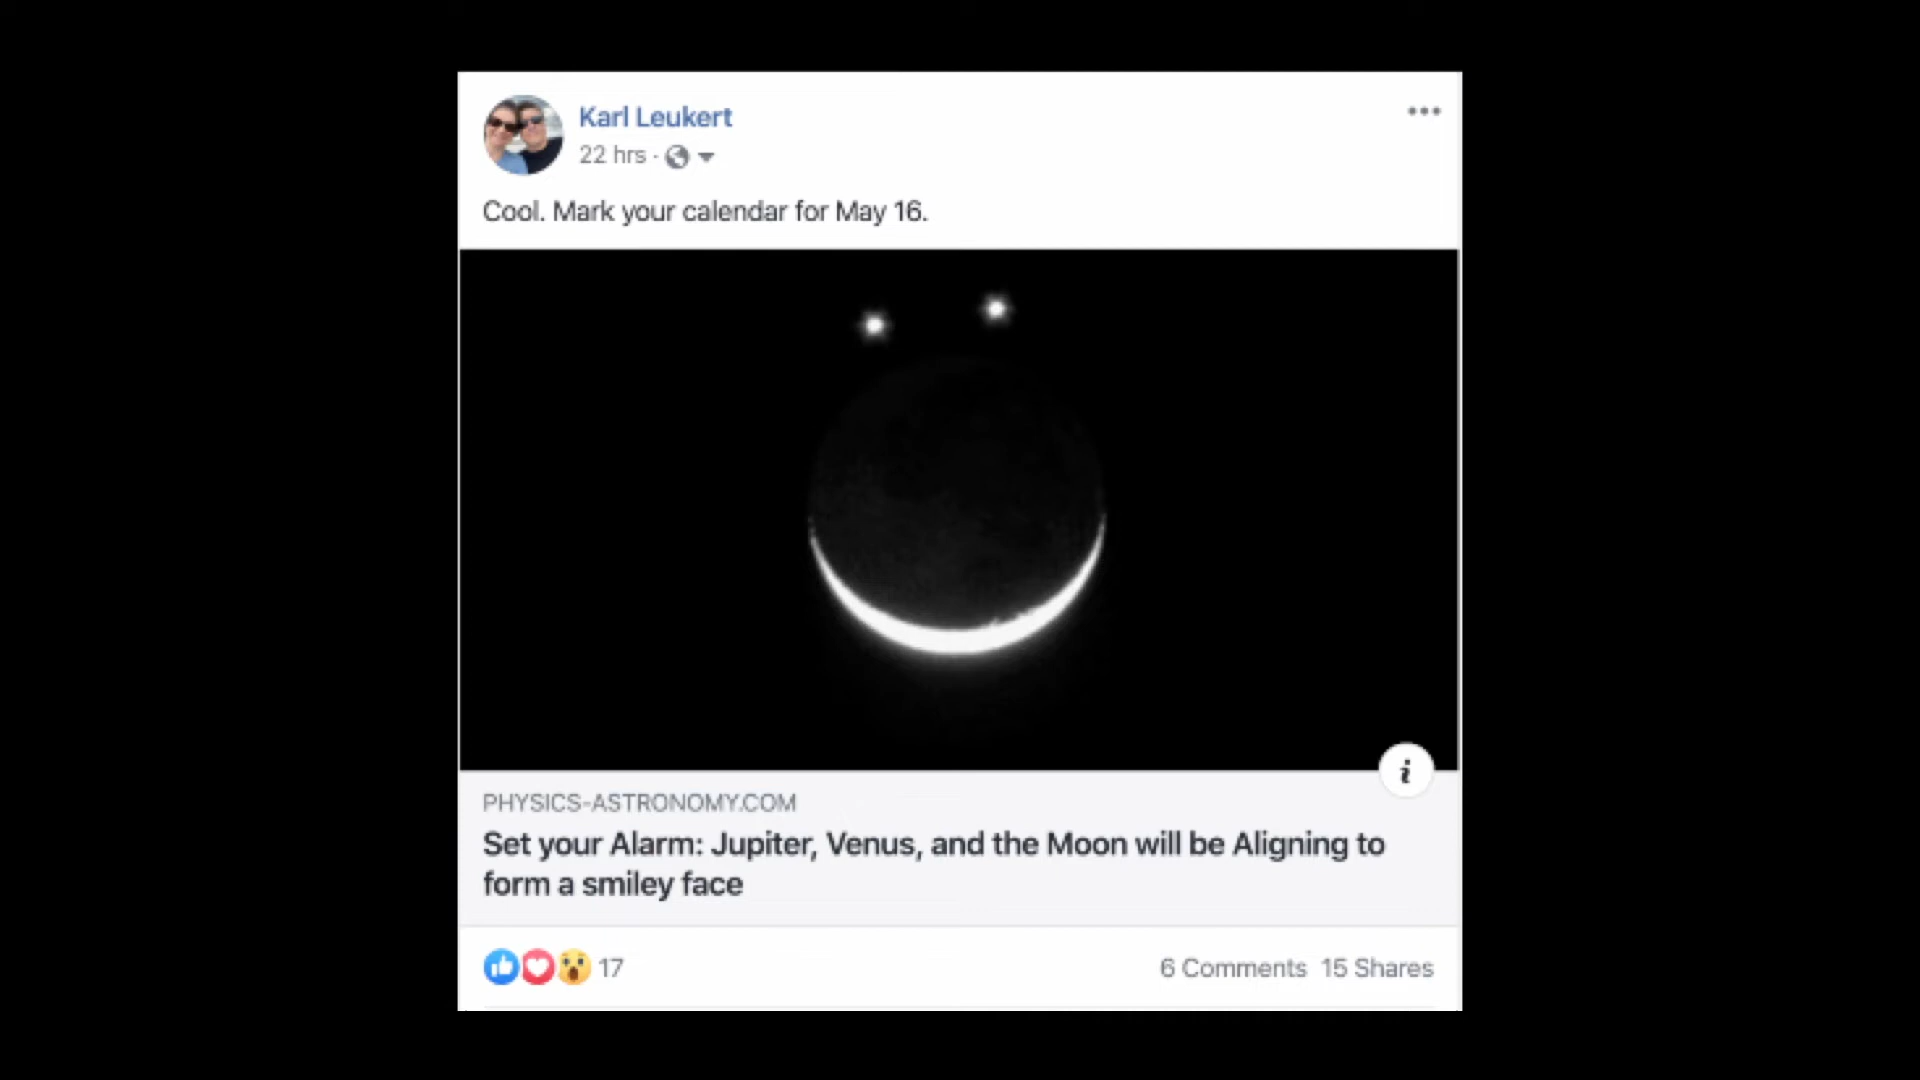 Karl Leukert
22 hrs ·
Cool. Mark your calendar for May 16.
i
PHYSICS-ASTRONOMY.COM
Set your Alarm: Jupiter, Venus, and the Moon will be Aligning to
form a smiley face
17
6 Comments 15 Shares